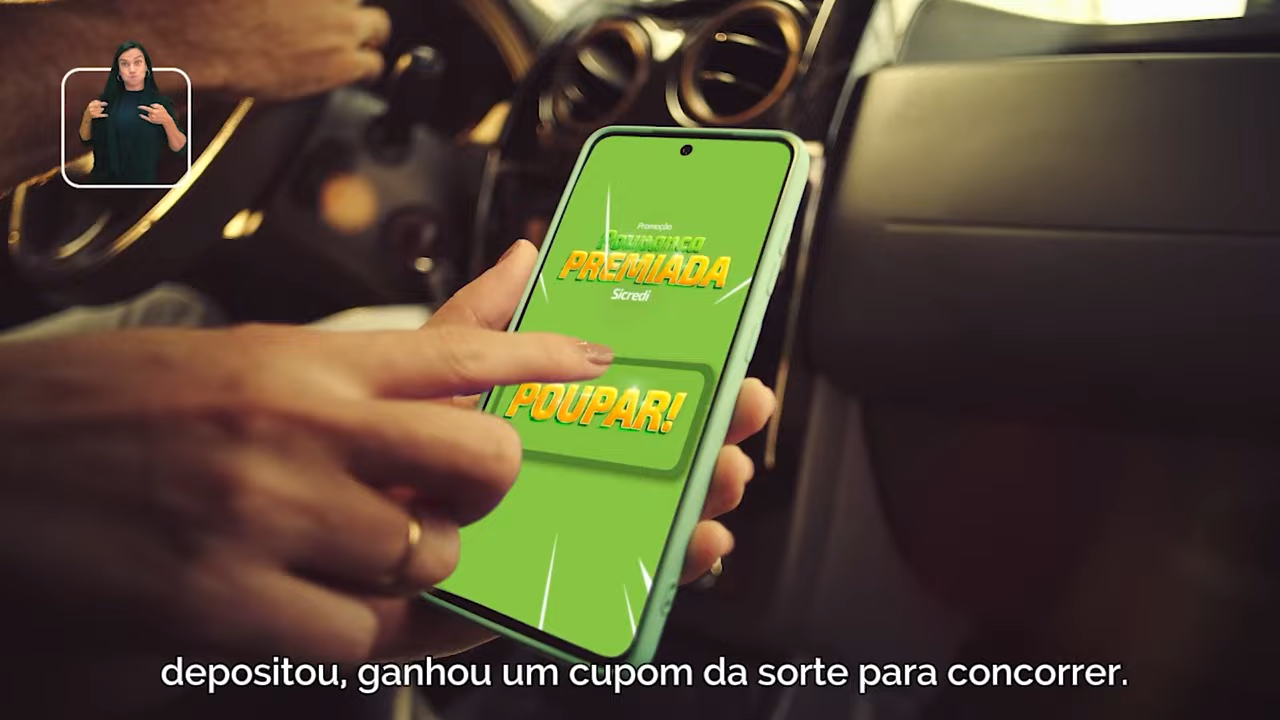 Promoção
Poupança
PREMIADA
Sicredi
POUPAR!
depositou, ganhou um cupom da sorte para concorrer.